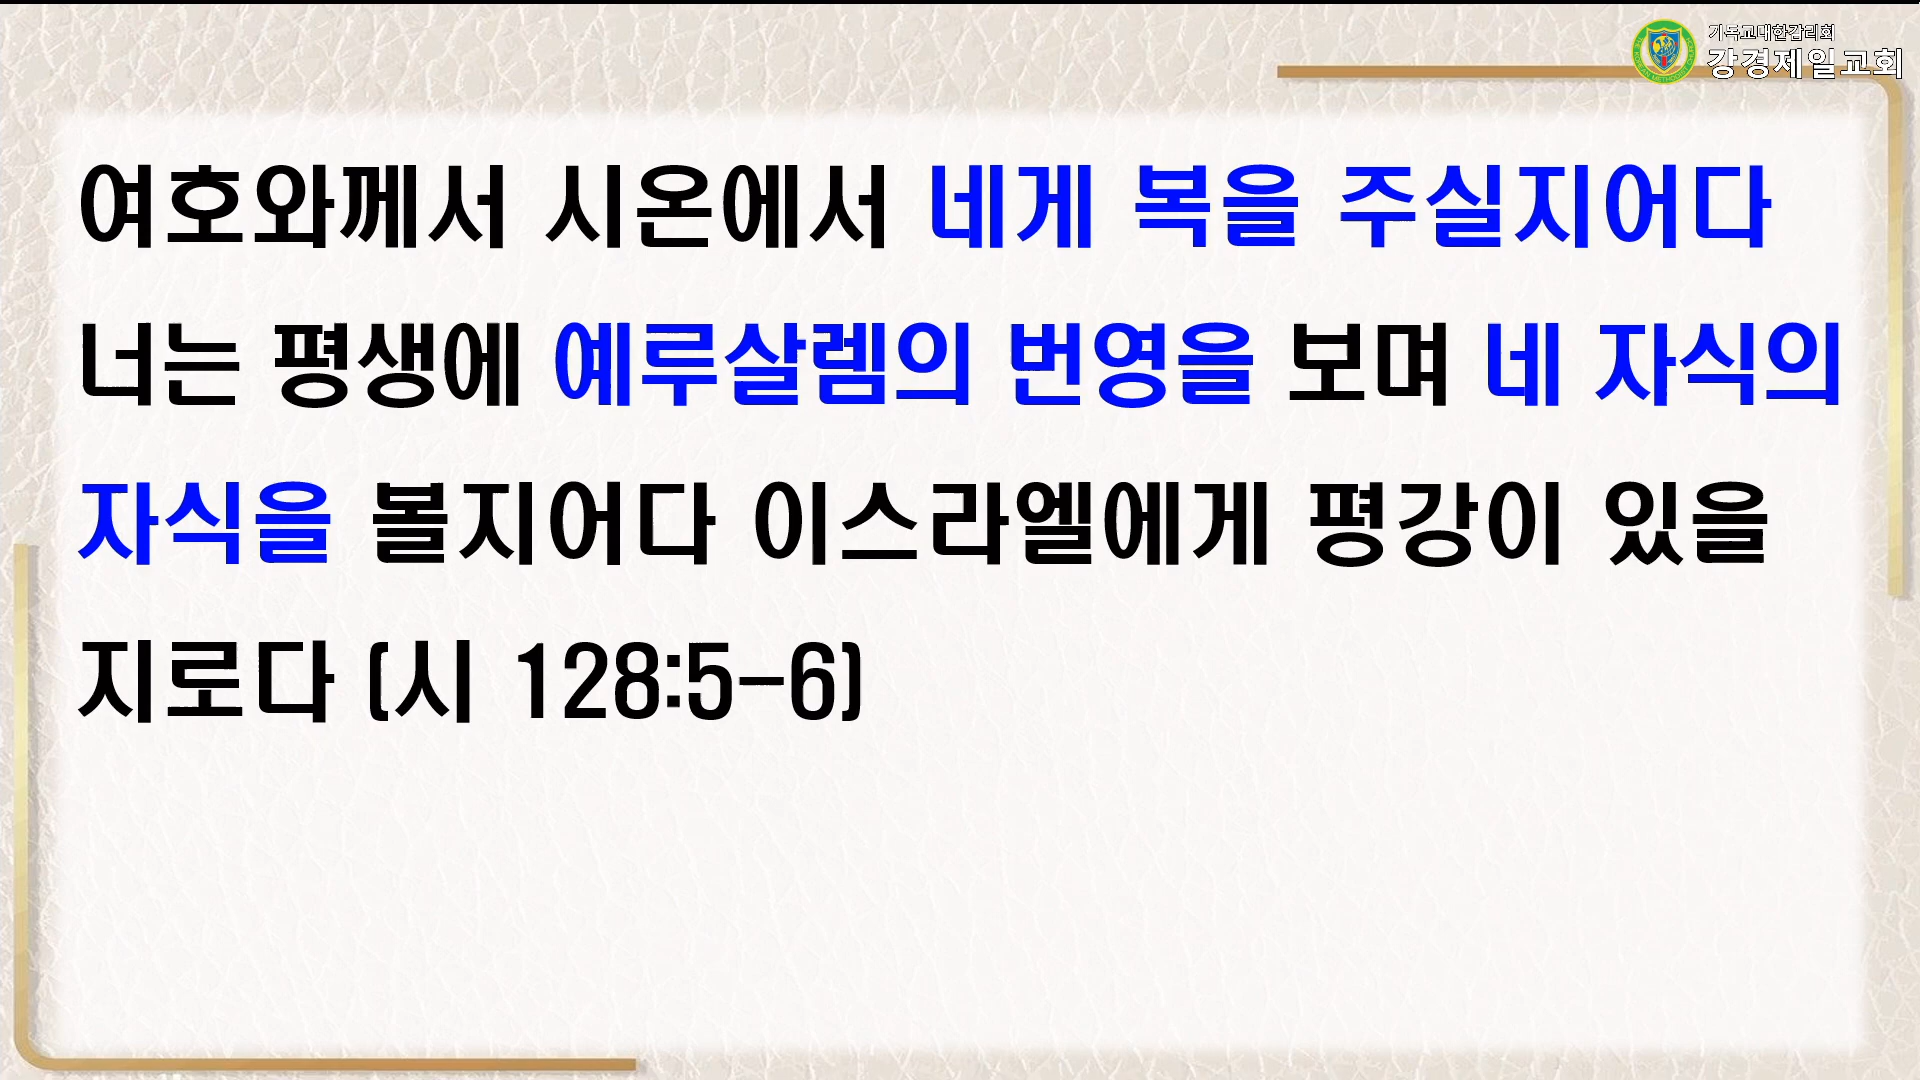 기독교대한감리회
강경제일교회
여호와께서 시온에서 네게 복을 주실지어다
너는 평생에 예루살렘의 번영을 보며 네 자식의
자식을 볼지어다 이스라엘에게 평강이 있을
지로다 (시 128:5-6)